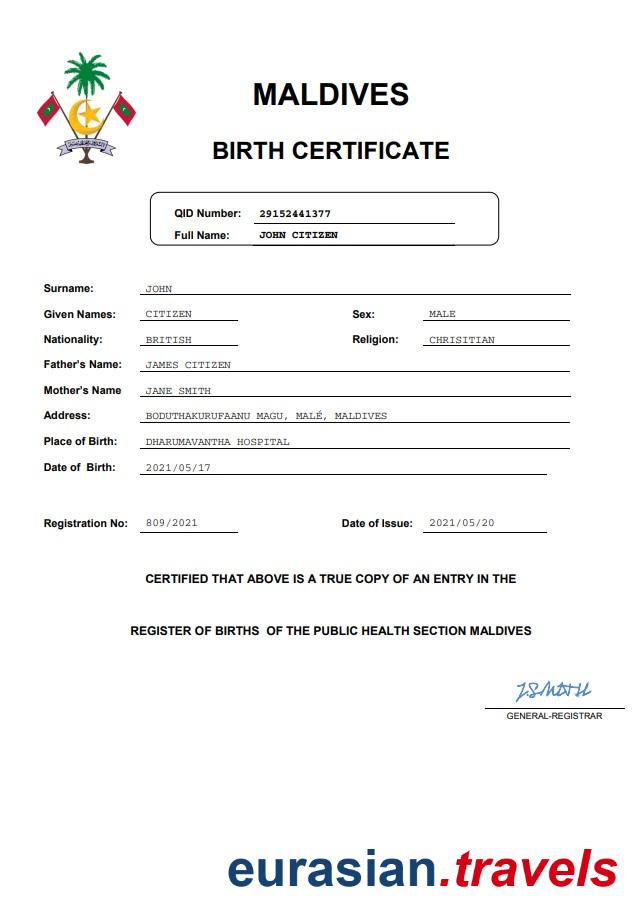 MALDIVES
BIRTH CERTIFICATE
QID Number: 29152441377
Full Name: JOHN CITIZEN
Surname: JOHN
Given Names: CITIZEN Sex: MALE
Nationality: BRITISH Religion: CHRISITIAN
Father's Name: JAMES CITIZEN
Mother's Name JANE SMITH
Address: BODUTHAKURUFAANU MAGU, MALÉ, MALDIVES
Place of Birth: DHARUMAVANTHA HOSPITAL
Date of Birth: 2021/05/17
Registration No: 809/2021 Date of Issue: 2021/05/20
CERTIFIED THAT ABOVE IS A TRUE COPY OF AN ENTRY IN THE
REGISTER OF BIRTHS OF THE PUBLIC HEALTH SECTION MALDIVES
J.SMITH
GENERAL-REGISTRAR
eurasian.travels